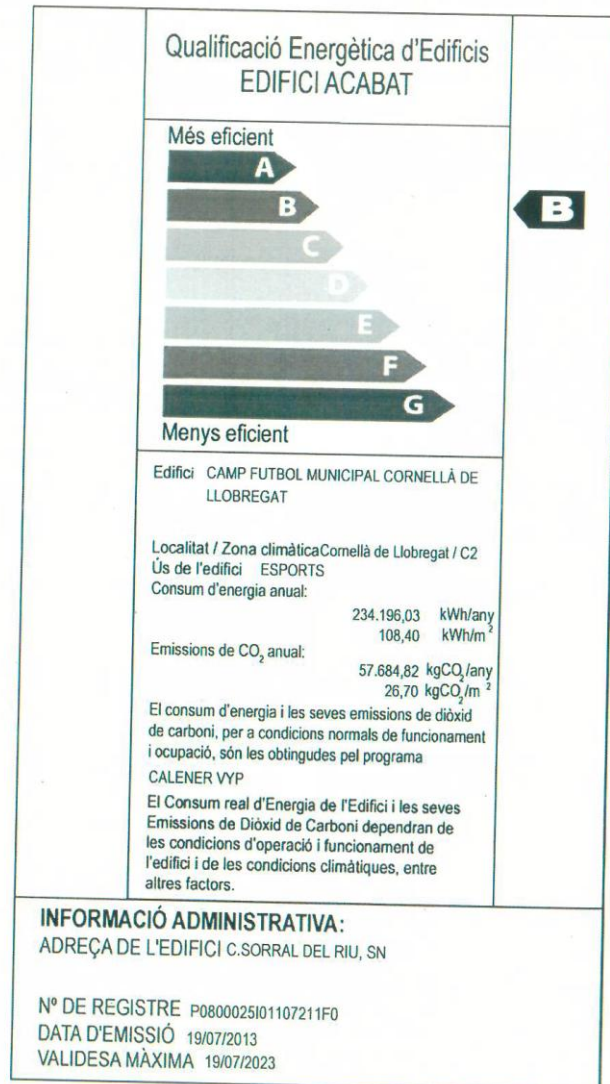 Qualificació Energètica d'Edificis
EDIFICI ACABAT
Més eficient
A
B
B
C
D
E
F
G
Menys eficient
Edifici CAMP FUTBOL MUNICIPAL CORNELLÀ DE
LLOBREGAT
Localitat / Zona climàticaCornellà de Llobregat / C2
Ús de l'edifici ESPORTS
Consum d'energia anual:
234.196,03 kWh/any
108,40 kWh/m²
Emissions de CO₂ anual:
57.684,82 kgCO₂/any
26,70 kgCO₂/m²
El consum d'energia i les seves emissions de diòxid
de carboni, per a condicions normals de funcionament
i ocupació, són les obtingudes pel programa
CALENER VYP
El Consum real d'Energia de l'Edifici i les seves
Emissions de Diòxid de Carboni dependran de
les condicions d'operació i funcionament de
l'edifici i de les condicions climàtiques, entre
altres factors.
INFORMACIÓ ADMINISTRATIVA:
ADREÇA DE L'EDIFICI C.SORRAL DEL RIU, SN
Nº DE REGISTRE P0800025I01107211F0
DATA D'EMISSIÓ 19/07/2013
VALIDESA MÀXIMA 19/07/2023